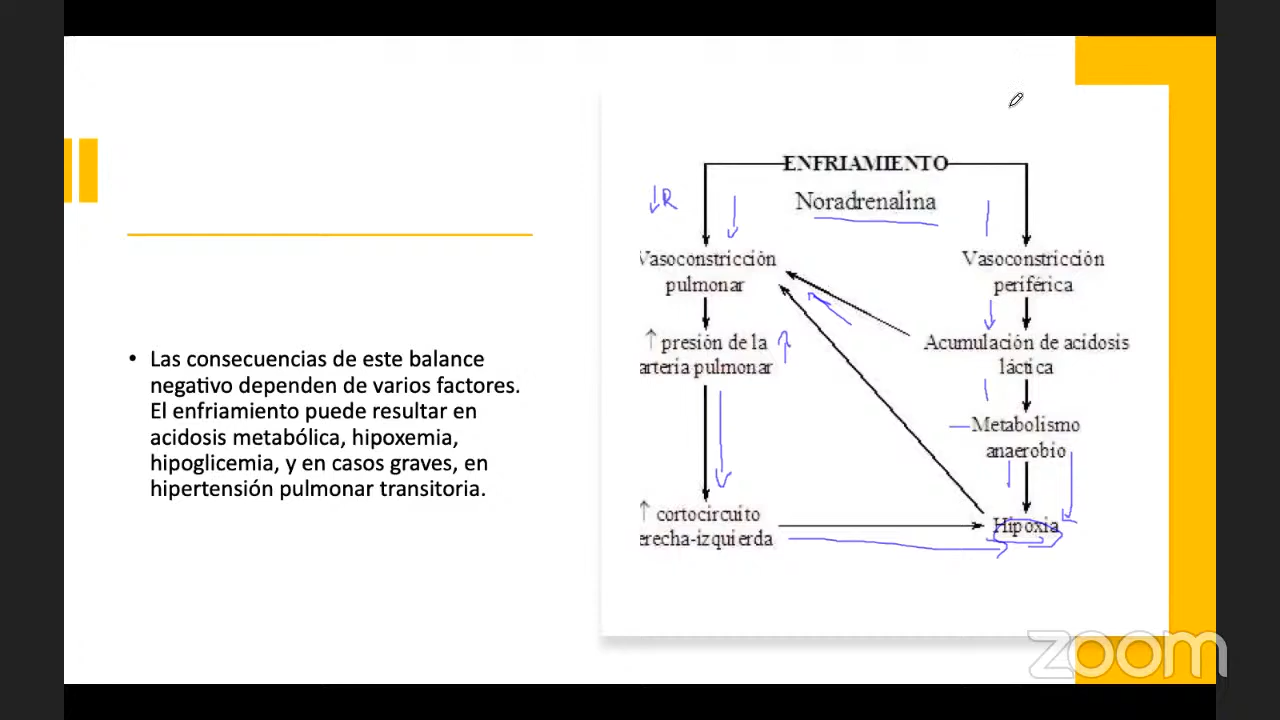 • Las consecuencias de este balance
negativo dependen de varios factores.
El enfriamiento puede resultar en
acidosis metabólica, hipoxemia,
hipoglicemia, y en casos graves, en
hipertensión pulmonar transitoria.
ENFRIAMIENTO
Noradrenalina
↓R
Vasoconstricción
pulmonar
↑ presión de la
arteria pulmonar
↑ cortocircuito
erecha-izquierda
Vasoconstricción
periférica
Acumulación de acidosis
láctica
Metabolismo
anaerobio
Hipoxia
zoom